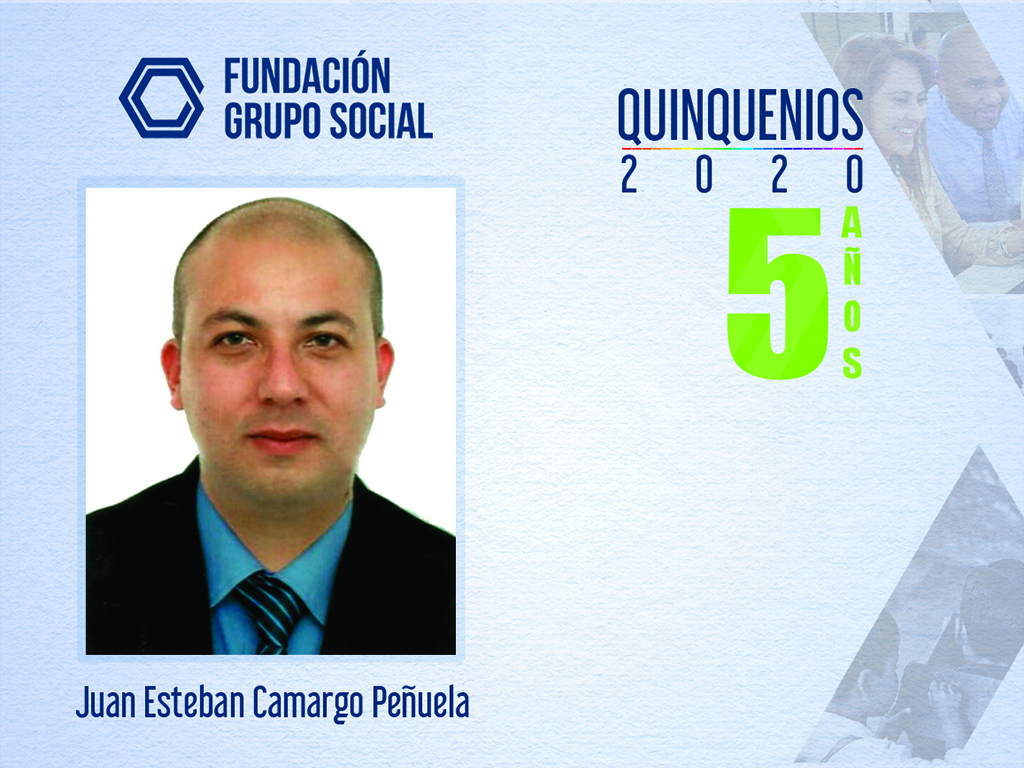 FUNDACIÓN
GRUPO SOCIAL
QUINQUENIOS
2020
5
AÑOS
Juan Esteban Camargo Peñuela